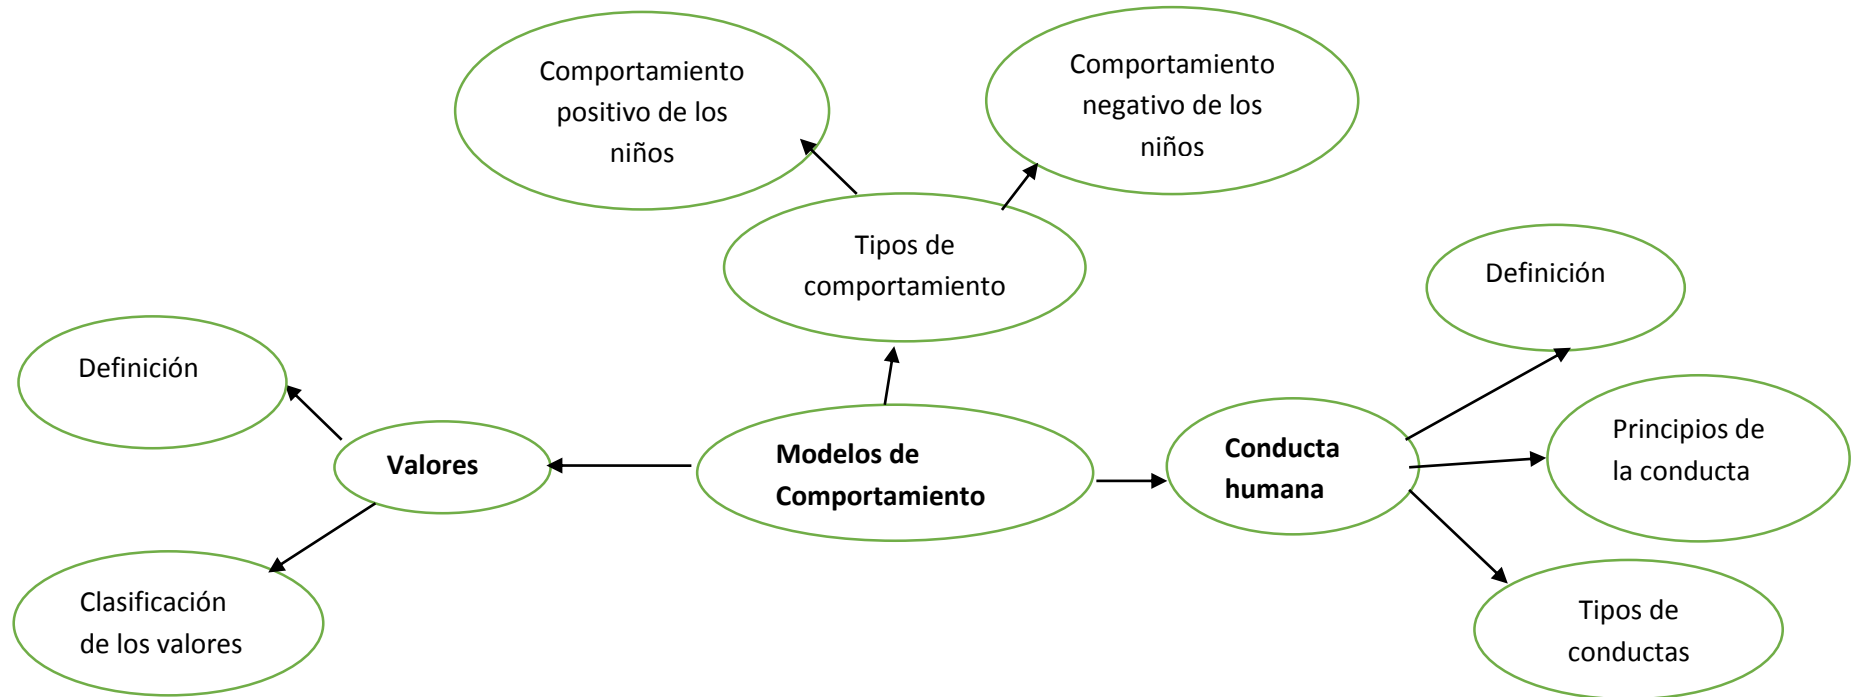 Comportamiento
positivo de los
niños
Comportamiento
negativo de los
niños
Tipos de
comportamiento
Definición
Definición
Valores
Modelos de
Comportamiento
Conducta
humana
Principios de
la conducta
Clasificación
de los valores
Tipos de
conductas